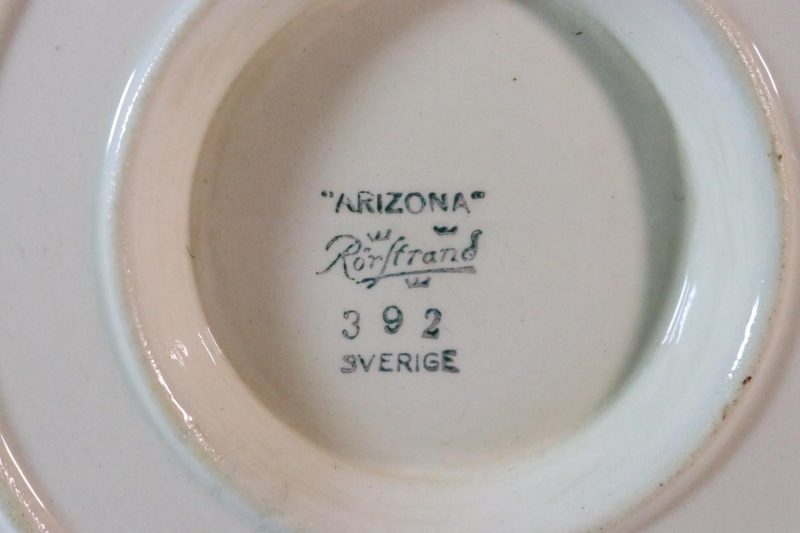 "ARIZONA"
Rörstrand
392
SVERIGE